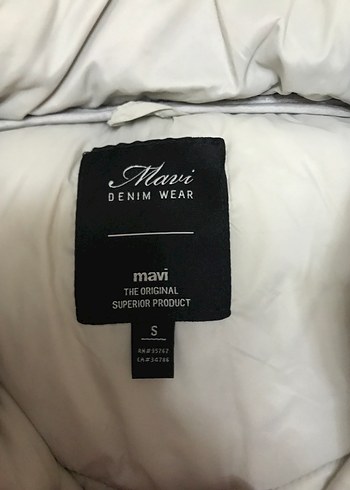 Mavi
DENIM WEAR
mavi
THE ORIGINAL
SUPERIOR PRODUCT
S